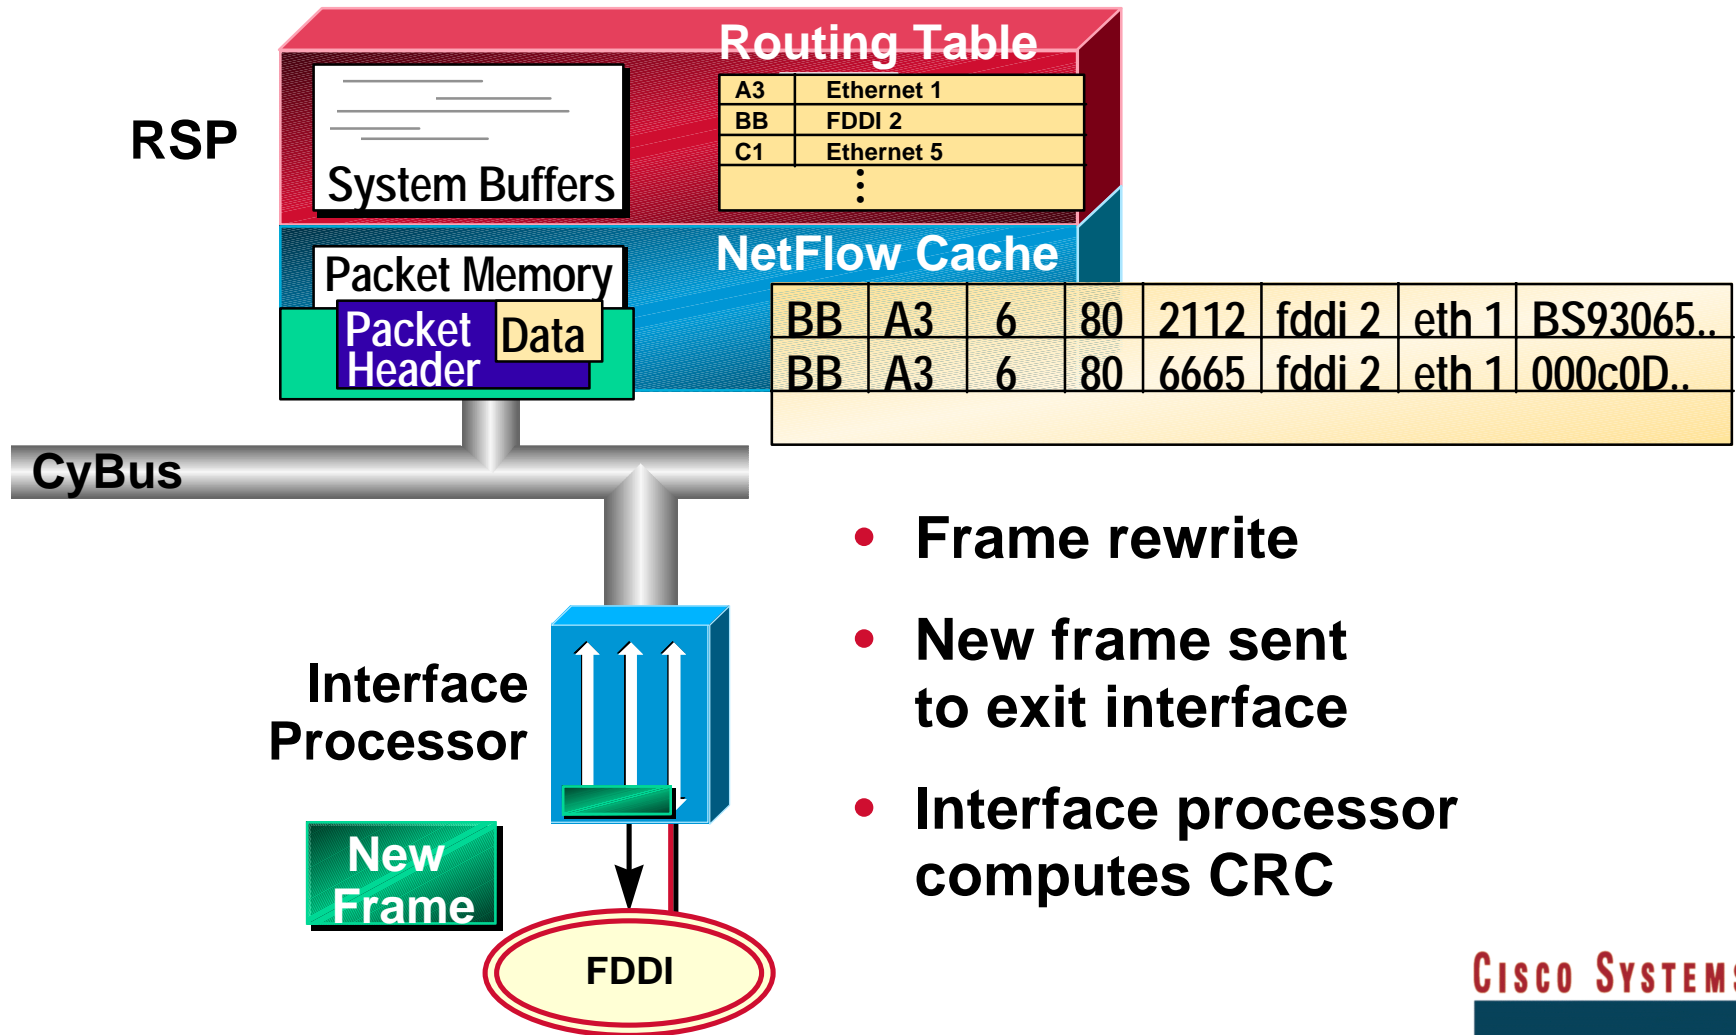 Routing Table
A3 Ethernet 1
BB FDDI 2
C1 Ethernet 5
RSP
System Buffers
NetFlow Cache
Packet Memory
Packet Header
Data
BB A3 6 80 2112 fddi 2 eth 1 BS93065..
BB A3 6 80 6665 fddi 2 eth 1 000c0D..
CyBus
• Frame rewrite
• New frame sent
to exit interface
• Interface processor
computes CRC
Interface
Processor
New
Frame
FDDI
CISCO SYSTEMS